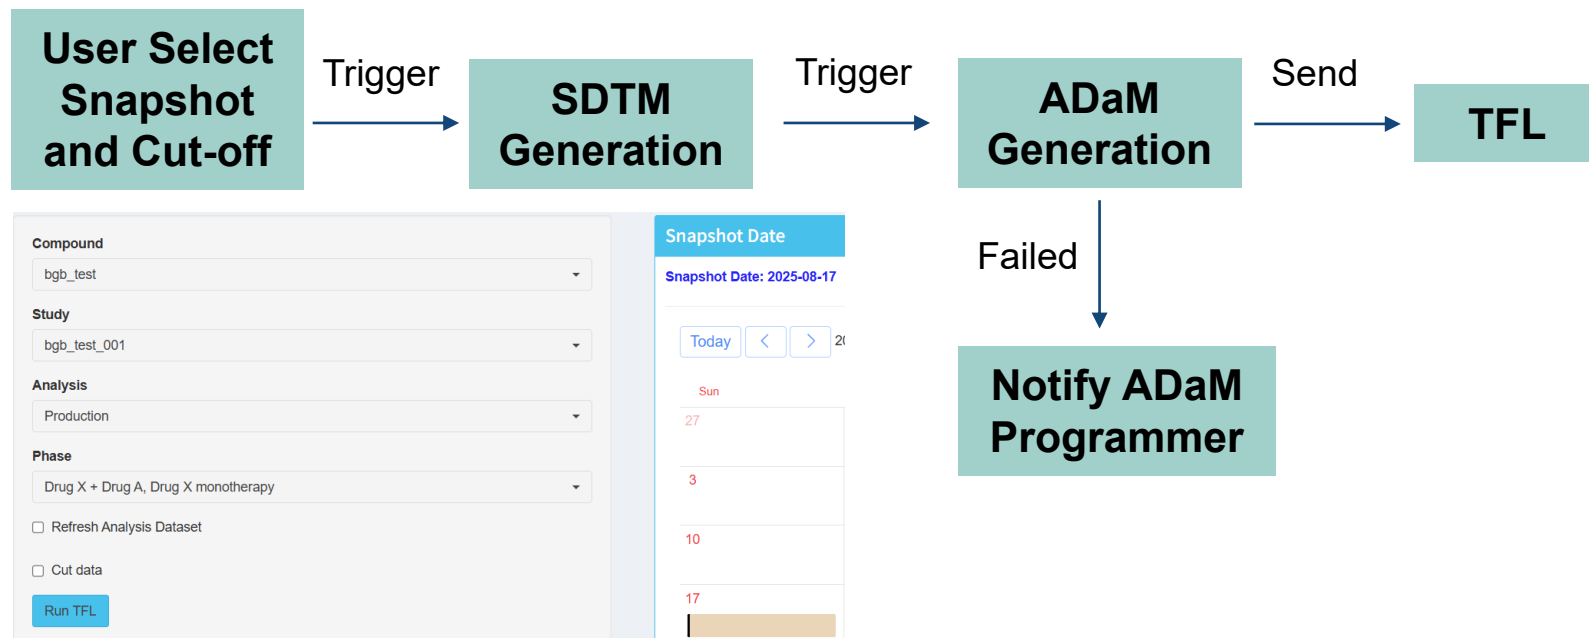 User Select
Snapshot
and Cut-off
Trigger
SDTM
Generation
Trigger
ADaM
Generation
Send
TFL
Failed
Notify ADaM
Programmer
Compound
bgb_test
Study
bgb_test_001
Analysis
Production
Phase
Drug X + Drug A, Drug X monotherapy
Refresh Analysis Dataset
Cut data
Run TFL
Snapshot Date
Snapshot Date: 2025-08-17
Today < > 20
Sun
27
3
10
17